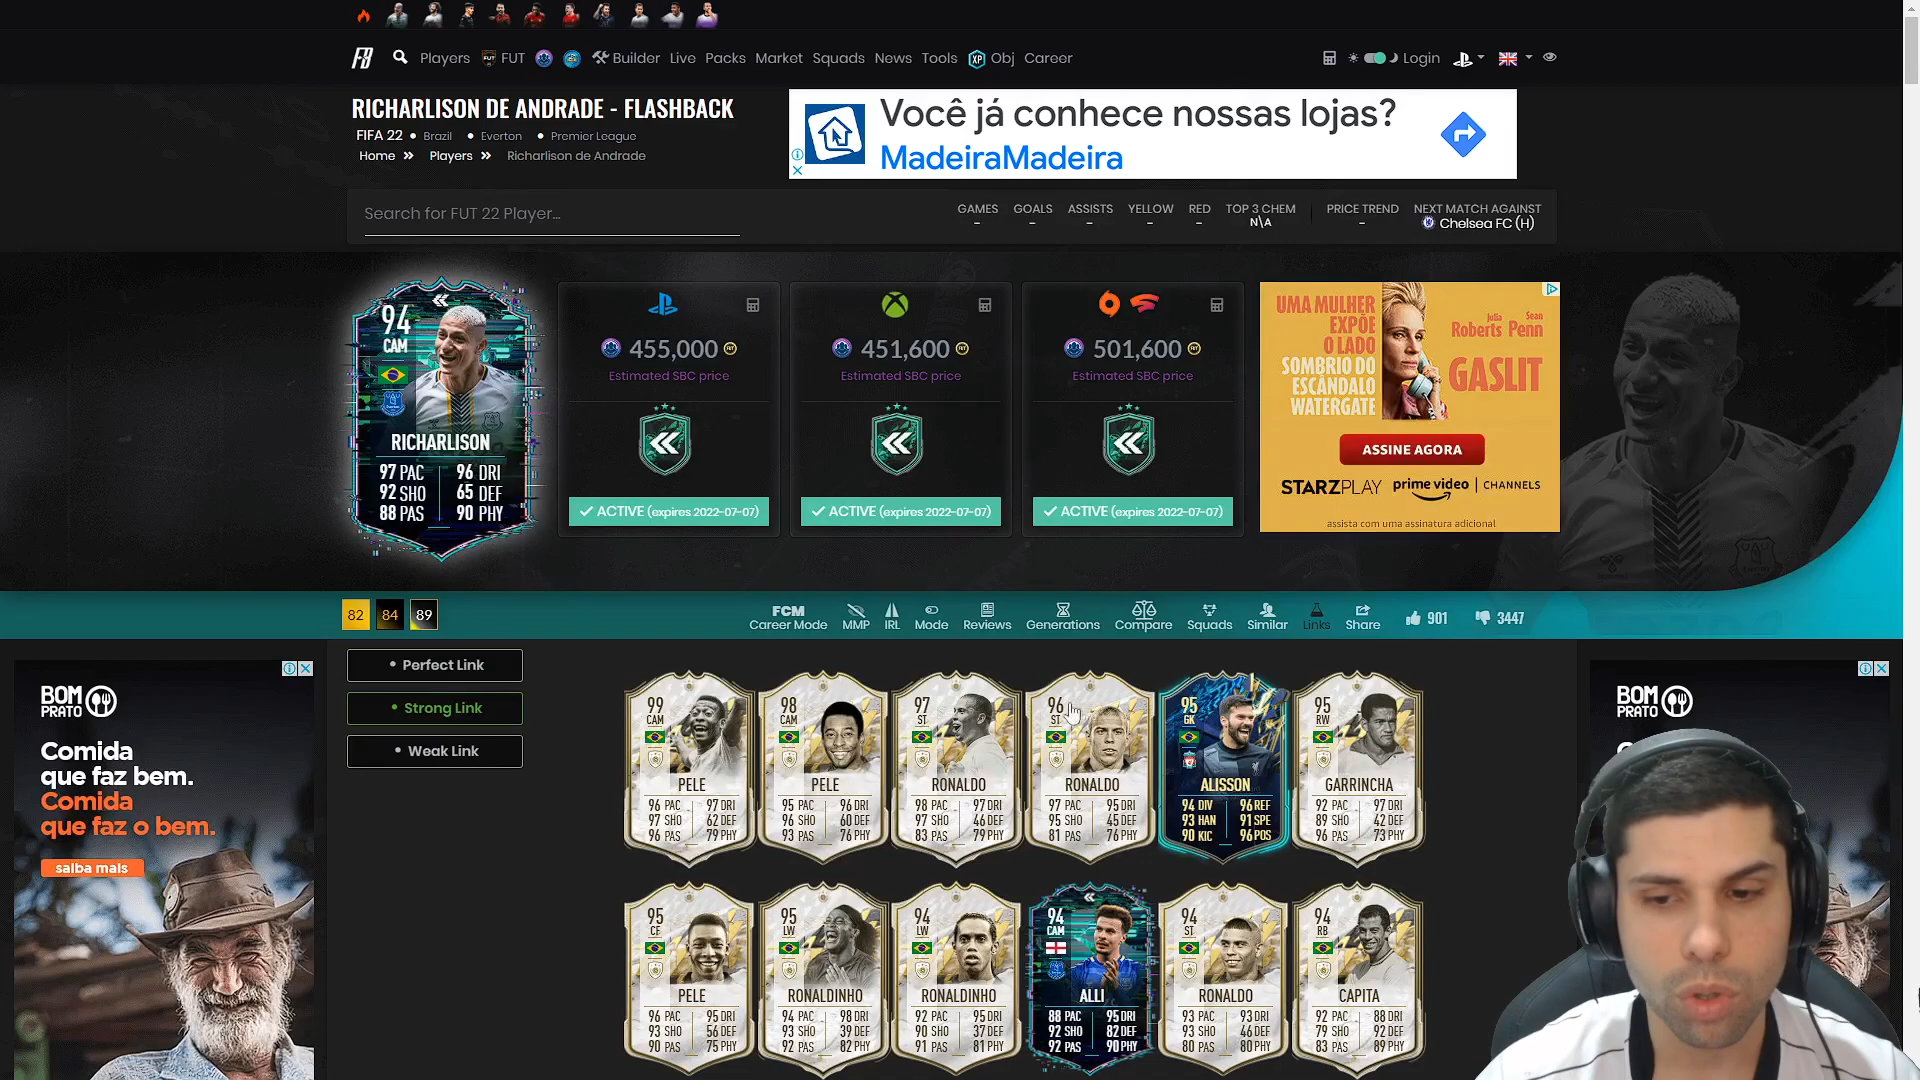 Players
FUT
Builder
Live
Packs
Market
Squads
News
Tools
XP
Obj
Career
Login
RICHARLISON DE ANDRADE - FLASHBACK
FIFA 22 • Brazil • Everton • Premier League
Home » Players » Richarlison de Andrade
Você já conhece nossas lojas?
MadeiraMadeira
Search for FUT 22 Player...
GAMES
-
GOALS
-
ASSISTS
-
YELLOW
-
RED
-
TOP 3 CHEM
N\A
PRICE TREND
-
NEXT MATCH AGAINST
Chelsea FC (H)
94
CAM
RICHARLISON
97 PAC 96 DRI
92 SHO 65 DEF
88 PAS 90 PHY
455,000
Estimated SBC price
ACTIVE (expires 2022-07-07)
451,600
Estimated SBC price
ACTIVE (expires 2022-07-07)
501,600
Estimated SBC price
ACTIVE (expires 2022-07-07)
UMA MULHER
EXPÕE
O LADO
SOMBRIO DO
ESCÂNDALO
WATERGATE
Julia Roberts
Sean Penn
GASLIT
ASSINE AGORA
STARZPLAY
prime video | CHANNELS
assista com uma assinatura adicional
82
84
89
FCM
Career Mode
MMP
IRL
Mode
Reviews
Generations
Compare
Squads
Similar
Links
Share
901
3447
• Perfect Link
• Strong Link
• Weak Link
BOM
PRATO
Comida
que faz bem.
Comida
que faz o bem.
saiba mais
99
CAM
PELE
96 PAC 97 DRI
97 SHO 62 DEF
96 PAS 79 PHY
98
CAM
PELE
95 PAC 96 DRI
96 SHO 60 DEF
93 PAS 76 PHY
97
ST
RONALDO
98 PAC 97 DRI
97 SHO 46 DEF
83 PAS 79 PHY
96
ST
RONALDO
97 PAC 95 DRI
95 SHO 45 DEF
81 PAS 76 PHY
95
GK
ALISSON
94 DIV 96 REF
93 HAN 91 SPE
90 KIC 96 POS
95
RW
GARRINCHA
92 PAC 97 DRI
89 SHO 42 DEF
96 PAS 73 PHY
BOM
PRATO
Co
qu
95
CF
PELE
96 PAC 95 DRI
93 SHO 56 DEF
90 PAS 75 PHY
95
LW
RONALDINHO
94 PAC 98 DRI
93 SHO 39 DEF
92 PAS 82 PHY
94
LW
RONALDINHO
92 PAC 95 DRI
90 SHO 37 DEF
91 PAS 81 PHY
94
CAM
ALLI
88 PAC 95 DRI
92 SHO 82 DEF
92 PAS 90 PHY
94
ST
RONALDO
93 PAC 93 DRI
93 SHO 46 DEF
80 PAS 80 PHY
94
RB
CAPITA
92 PAC 88 DRI
79 SHO 92 DEF
83 PAS 89 PHY